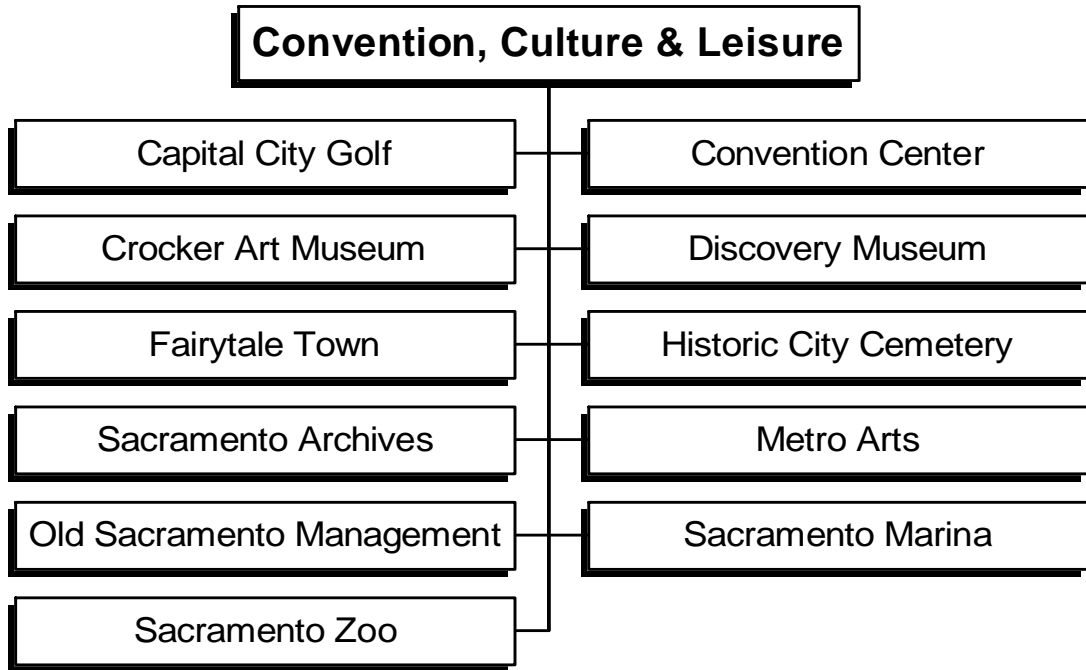 Convention, Culture & Leisure
Capital City Golf
Convention Center
Crocker Art Museum
Discovery Museum
Fairytale Town
Historic City Cemetery
Sacramento Archives
Metro Arts
Old Sacramento Management
Sacramento Marina
Sacramento Zoo